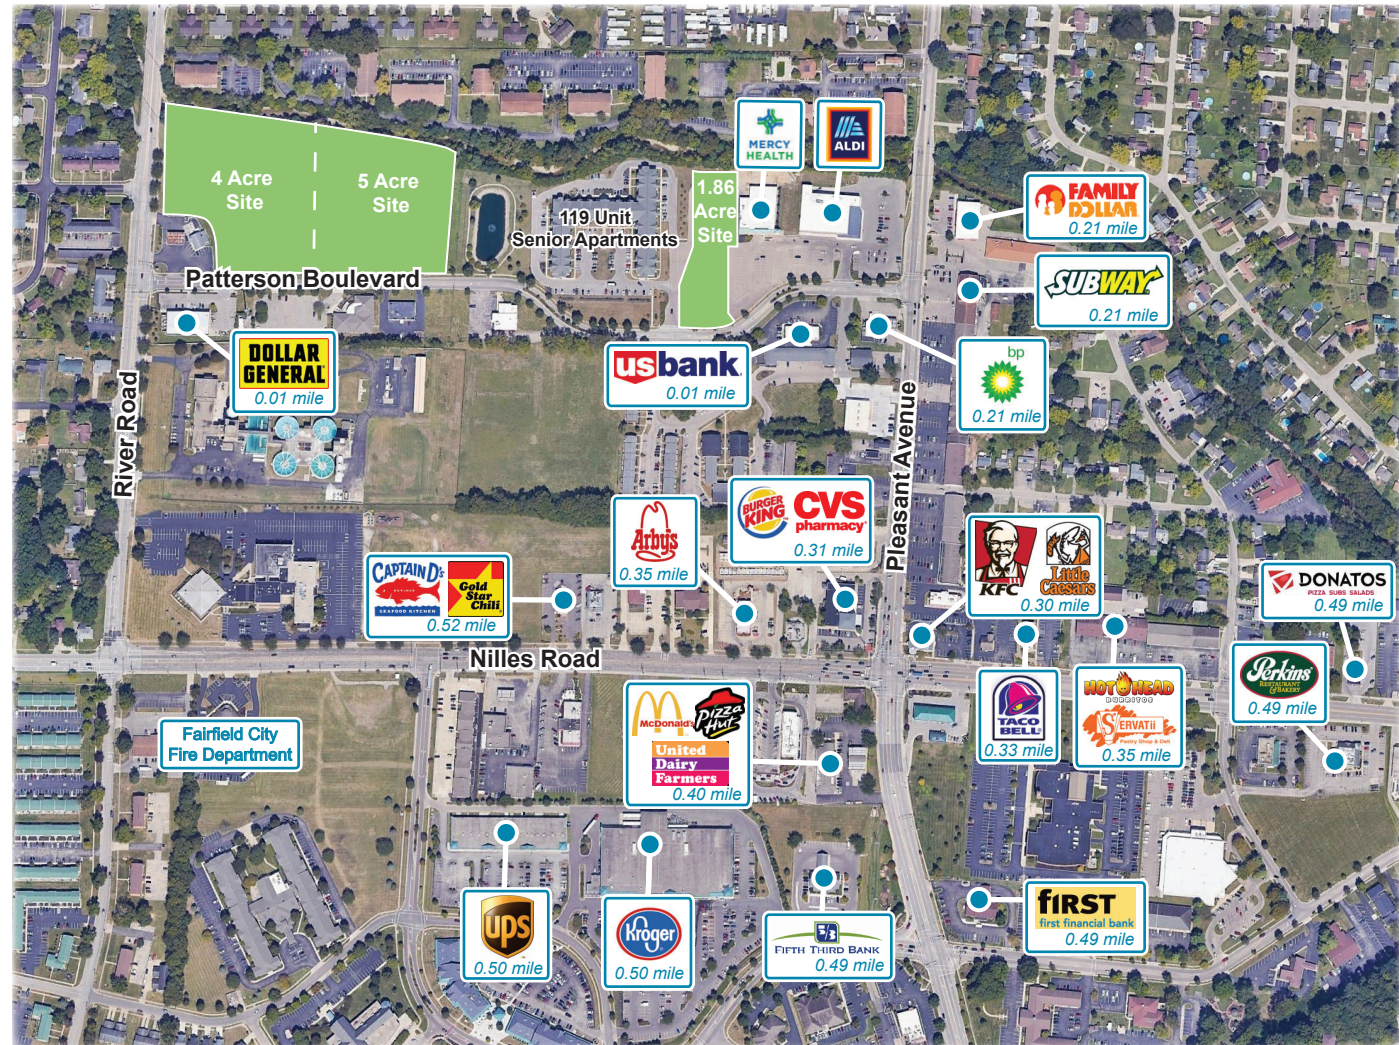 MERCY
HEALTH
ALDI
4 Acre
Site
5 Acre
Site
1.86
Acre
Site
119 Unit
Senior Apartments
FAMILY
DOLLAR
0.21 mile
Patterson Boulevard
SUBWAY
0.21 mile
DOLLAR
GENERAL
0.01 mile
usbank
0.01 mile
bp
0.21 mile
River Road
Pleasant Avenue
BURGER
KING
CVS
pharmacy
0.31 mile
Arby's
0.35 mile
CAPTAIN D's
SEAFOOD KITCHEN
Gold
Star
Chili
0.52 mile
KFC
Little
Caesars
0.30 mile
DONATOS
PIZZA SUBS SALADS
0.49 mile
Nilles Road
Perkins
RESTAURANT
& BAKERY
0.49 mile
TACO
BELL
0.33 mile
HOT HEAD
BURRITOS
SERVATii
Pastry Shop & Deli
0.35 mile
McDonald's
Pizza
Hut
United
Dairy
Farmers
0.40 mile
Fairfield City
Fire Department
ups
0.50 mile
Kroger
0.50 mile
5/3
FIFTH THIRD BANK
0.49 mile
fiRST
first financial bank
0.49 mile